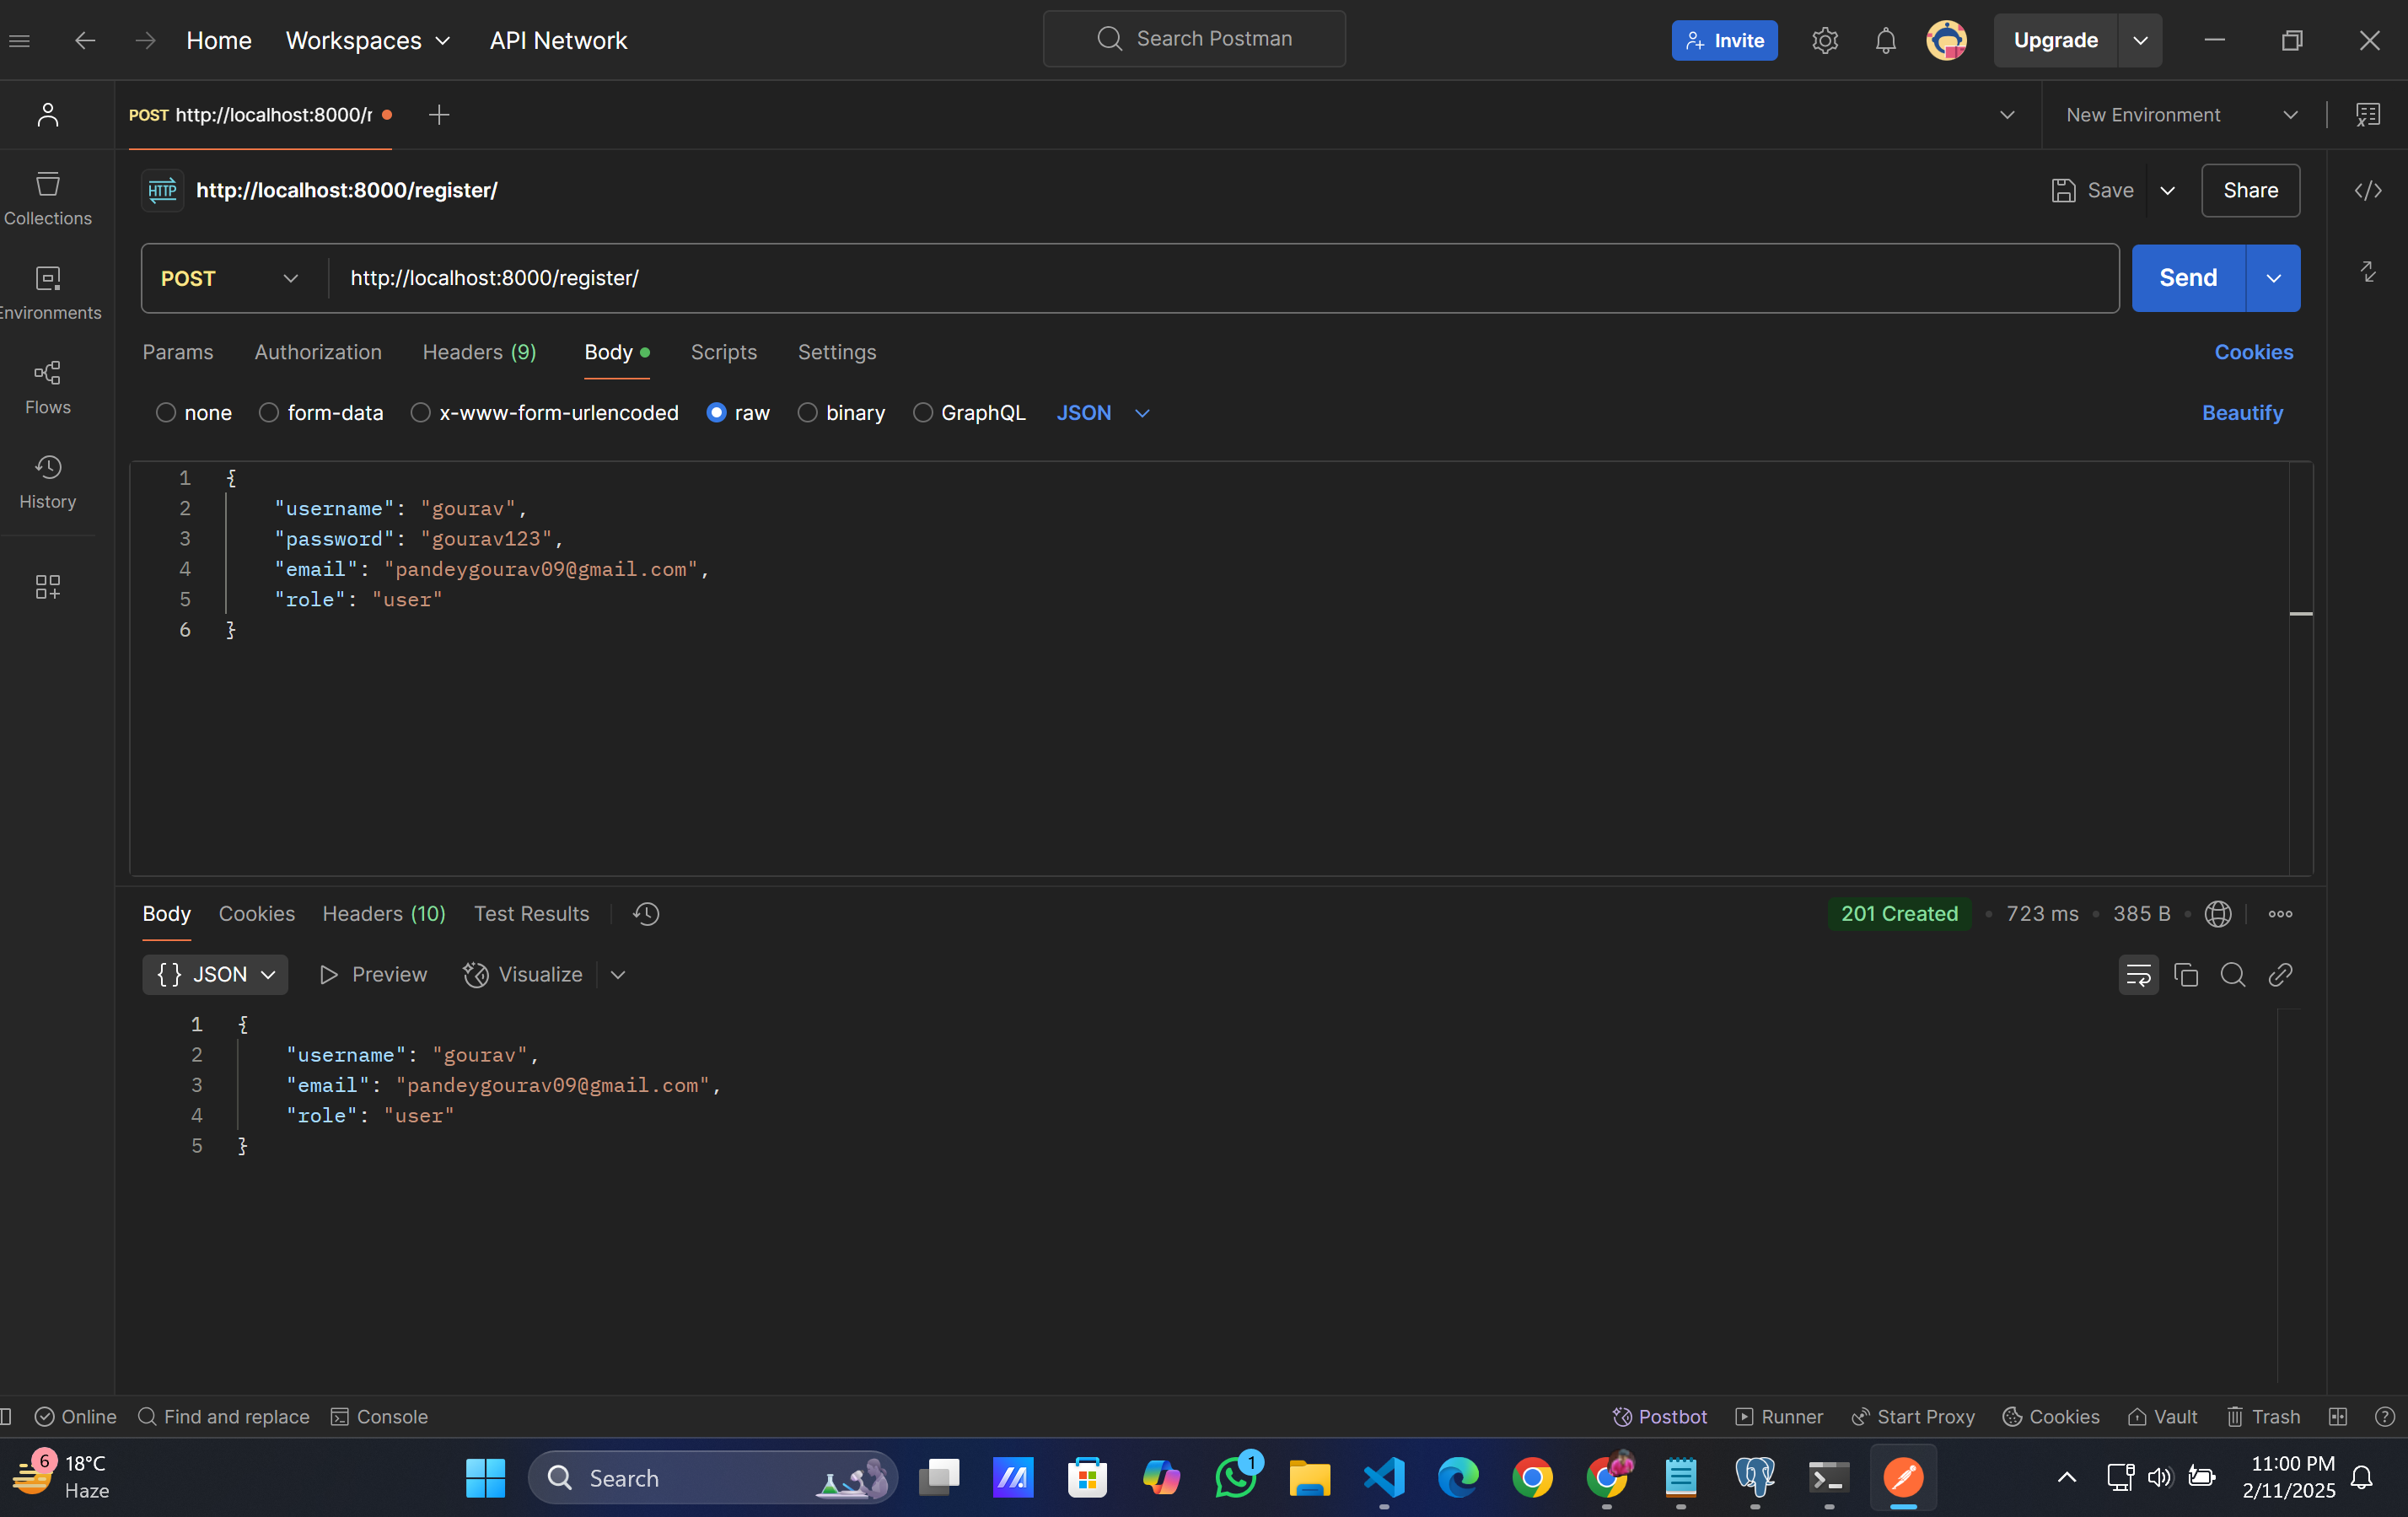 Home Workspaces API Network Search Postman Invite Upgrade
POST http://localhost:8000/r New Environment
HTTP http://localhost:8000/register/ Save Share
Collections
POST http://localhost:8000/register/ Send
Environments
Params Authorization Headers (9) Body Scripts Settings Cookies
Flows
none form-data x-www-form-urlencoded raw binary GraphQL JSON Beautify
History
1 {
2 "username": "gourav",
3 "password": "gourav123",
4 "email": "pandeygourav09@gmail.com",
5 "role": "user"
6 }
Body Cookies Headers (10) Test Results 201 Created 723 ms 385 B
{} JSON Preview Visualize
1 {
2 "username": "gourav",
3 "email": "pandeygourav09@gmail.com",
4 "role": "user"
5 }
Online Find and replace Console Postbot Runner Start Proxy Cookies Vault Trash
6 18°C
Haze
Search
1
11:00 PM
2/11/2025